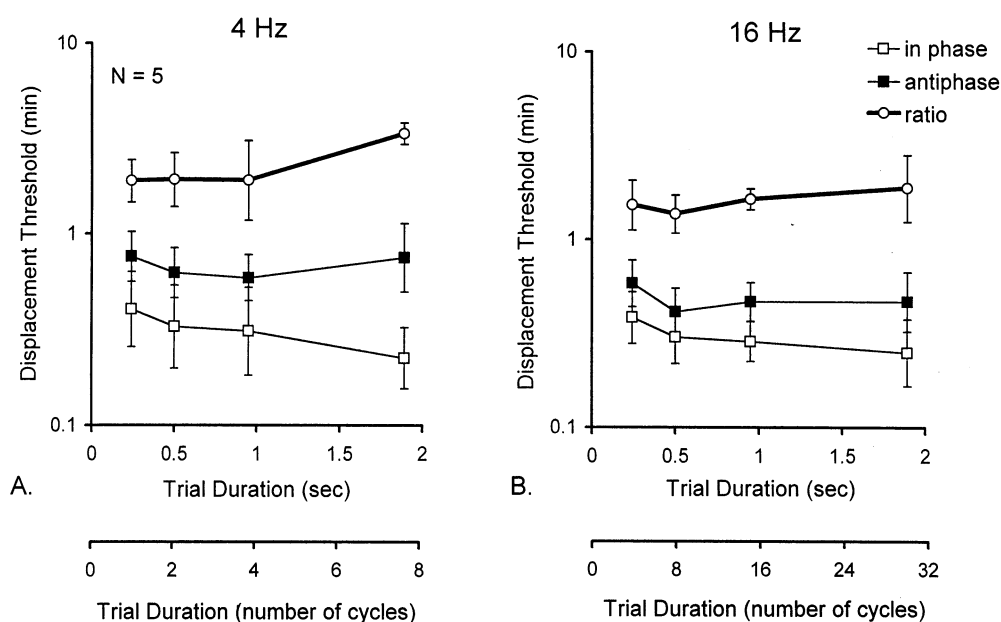 4 Hz
10
N = 5
1
0.1
Displacement Threshold (min)
0 0.5 1 1.5 2
A.
Trial Duration (sec)
0 2 4 6 8
Trial Duration (number of cycles)
16 Hz
in phase
antiphase
ratio
10
1
0.1
Displacement Threshold (min)
0 0.5 1 1.5 2
B.
Trial Duration (sec)
0 8 16 24 32
Trial Duration (number of cycles)